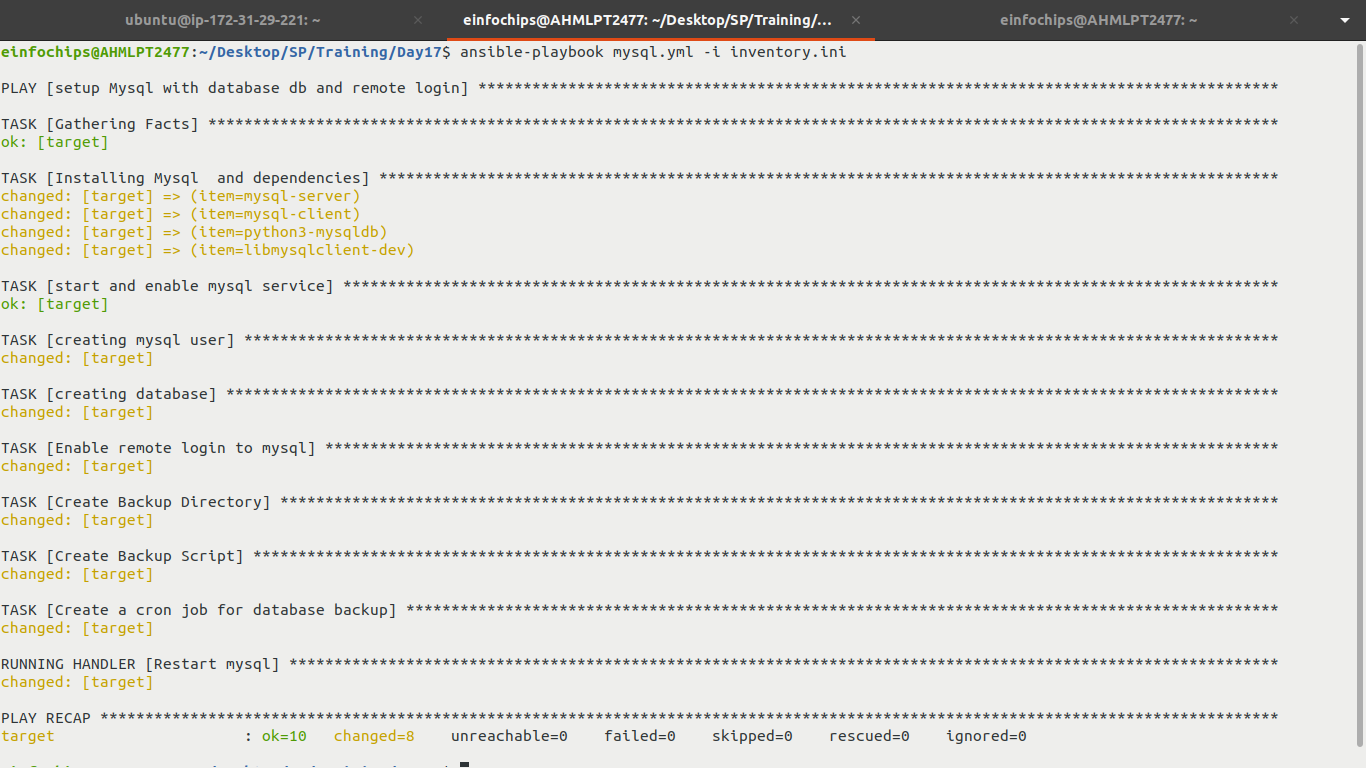 ubuntu@ip-172-31-29-221: ~
einfochips@AHMLPT2477: ~/Desktop/SP/Training/...
einfochips@AHMLPT2477: ~
einfochips@AHMLPT2477:~/Desktop/SP/Training/Day17$ ansible-playbook mysql.yml -i inventory.ini
PLAY [setup Mysql with database db and remote login] *****************************************************************************************
TASK [Gathering Facts] ***********************************************************************************************************************
ok: [target]
TASK [Installing Mysql  and dependencies] ****************************************************************************************************
changed: [target] => (item=mysql-server)
changed: [target] => (item=mysql-client)
changed: [target] => (item=python3-mysqldb)
changed: [target] => (item=libmysqlclient-dev)
TASK [start and enable mysql service] ********************************************************************************************************
ok: [target]
TASK [creating mysql user] *******************************************************************************************************************
changed: [target]
TASK [creating database] *********************************************************************************************************************
changed: [target]
TASK [Enable remote login to mysql] **********************************************************************************************************
changed: [target]
TASK [Create Backup Directory] ***************************************************************************************************************
changed: [target]
TASK [Create Backup Script] ******************************************************************************************************************
changed: [target]
TASK [Create a cron job for database backup] *************************************************************************************************
changed: [target]
RUNNING HANDLER [Restart mysql] **************************************************************************************************************
changed: [target]
PLAY RECAP ***********************************************************************************************************************************
target                     : ok=10   changed=8    unreachable=0    failed=0    skipped=0    rescued=0    ignored=0